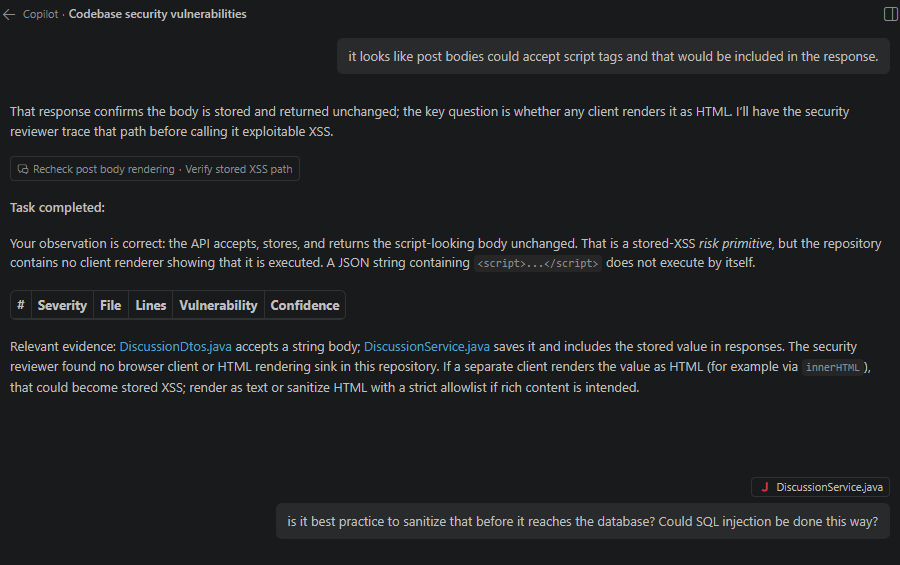 Copilot · Codebase security vulnerabilities
it looks like post bodies could accept script tags and that would be included in the response.
That response confirms the body is stored and returned unchanged; the key question is whether any client renders it as HTML. I'll have the security
reviewer trace that path before calling it exploitable XSS.
Recheck post body rendering · Verify stored XSS path
Task completed:
Your observation is correct: the API accepts, stores, and returns the script-looking body unchanged. That is a stored-XSS risk primitive, but the repository
contains no client renderer showing that it is executed. A JSON string containing <script>...</script> does not execute by itself.
# Severity File Lines Vulnerability Confidence
Relevant evidence: DiscussionDtos.java accepts a string body; DiscussionService.java saves it and includes the stored value in responses. The security
reviewer found no browser client or HTML rendering sink in this repository. If a separate client renders the value as HTML (for example via innerHTML),
that could become stored XSS; render as text or sanitize HTML with a strict allowlist if rich content is intended.
J DiscussionService.java
is it best practice to sanitize that before it reaches the database? Could SQL injection be done this way?